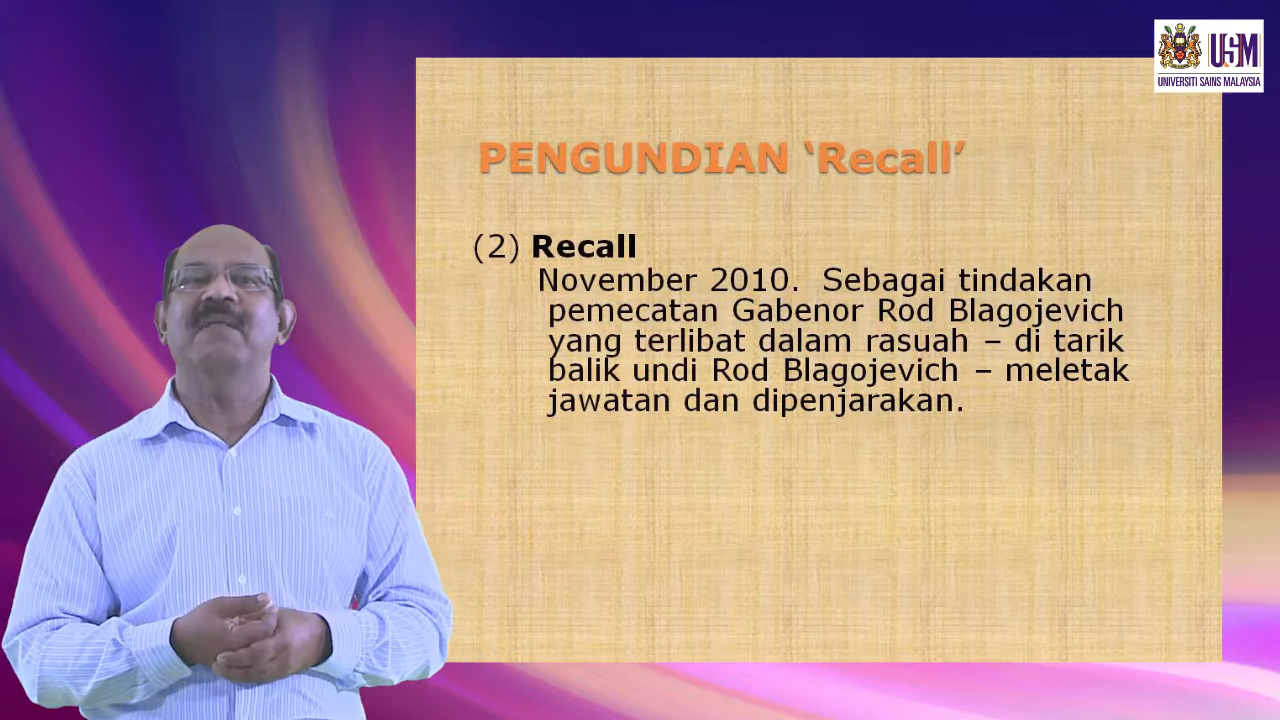 USM
UNIVERSITI SAINS MALAYSIA
PENGUNDIAN ‘Recall’
(2) Recall
November 2010. Sebagai tindakan
pemecatan Gabenor Rod Blagojevich
yang terlibat dalam rasuah – di tarik
balik undi Rod Blagojevich – meletak
jawatan dan dipenjarakan.